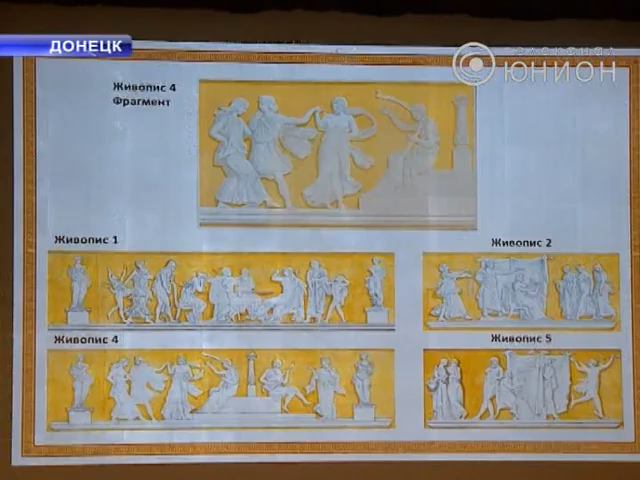 ДОНЕЦК
ЮНИОН
Живопис 4
Фрагмент
Живопис 1
Живопис 2
Живопис 4
Живопис 5